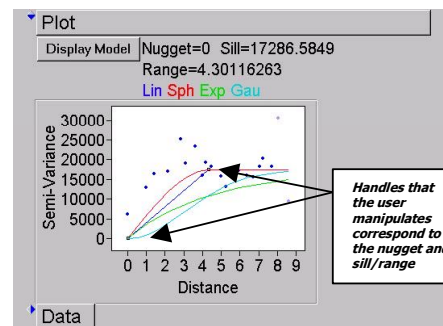 Plot
Display Model Nugget=0 Sill=17286.5849
Range=4.30116263
Lin Sph Exp Gau
Semi-Variance
30000
25000
20000
15000
10000
5000
0
0 1 2 3 4 5 6 7 8 9
Distance
Handles that
the user
manipulates
correspond to
the nugget and
sill/range
Data